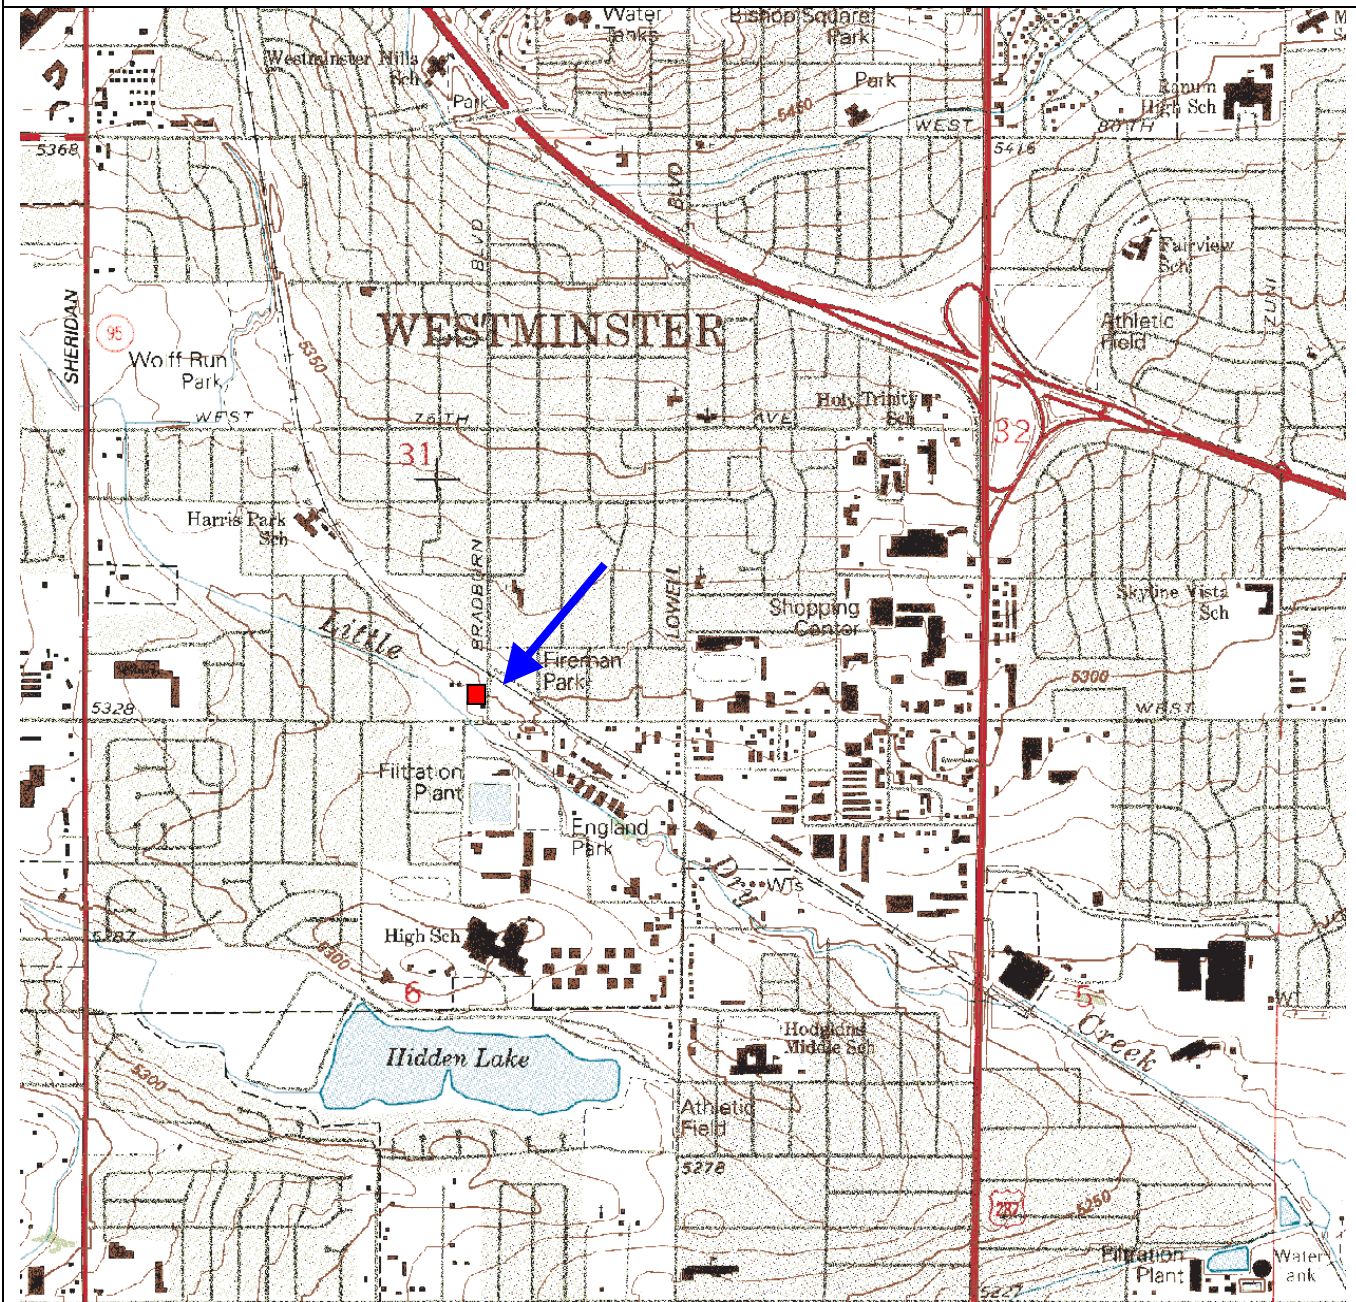 Water
Tanks
Bishop Square
Park
Westminster Hills
Sch
Park
Park
5450
Ranum
High Sch
WEST
80TH
5368
5416
BLVD
BLVD
Fairview
Sch
SHERIDAN
ZUNI
95
WESTMINSTER
Athletic
Field
5350
Wolff Run
Park
WEST
76TH
AVE
Holy Trinity
Sch
32
31
Harris Park
Sch
BRADBURN
LOWELL
Shopping
Center
Skyline Vista
Sch
Little
Fireman
Park
5300
5328
WEST
Filtration
Plant
England
Park
Dry
WTs
5287
High Sch
5300
6
5
WT
Creek
Hodgkins
Middle Sch
Hidden Lake
5300
Athletic
Field
5278
287
5250
Filtration
Plant
Water
ank
5227